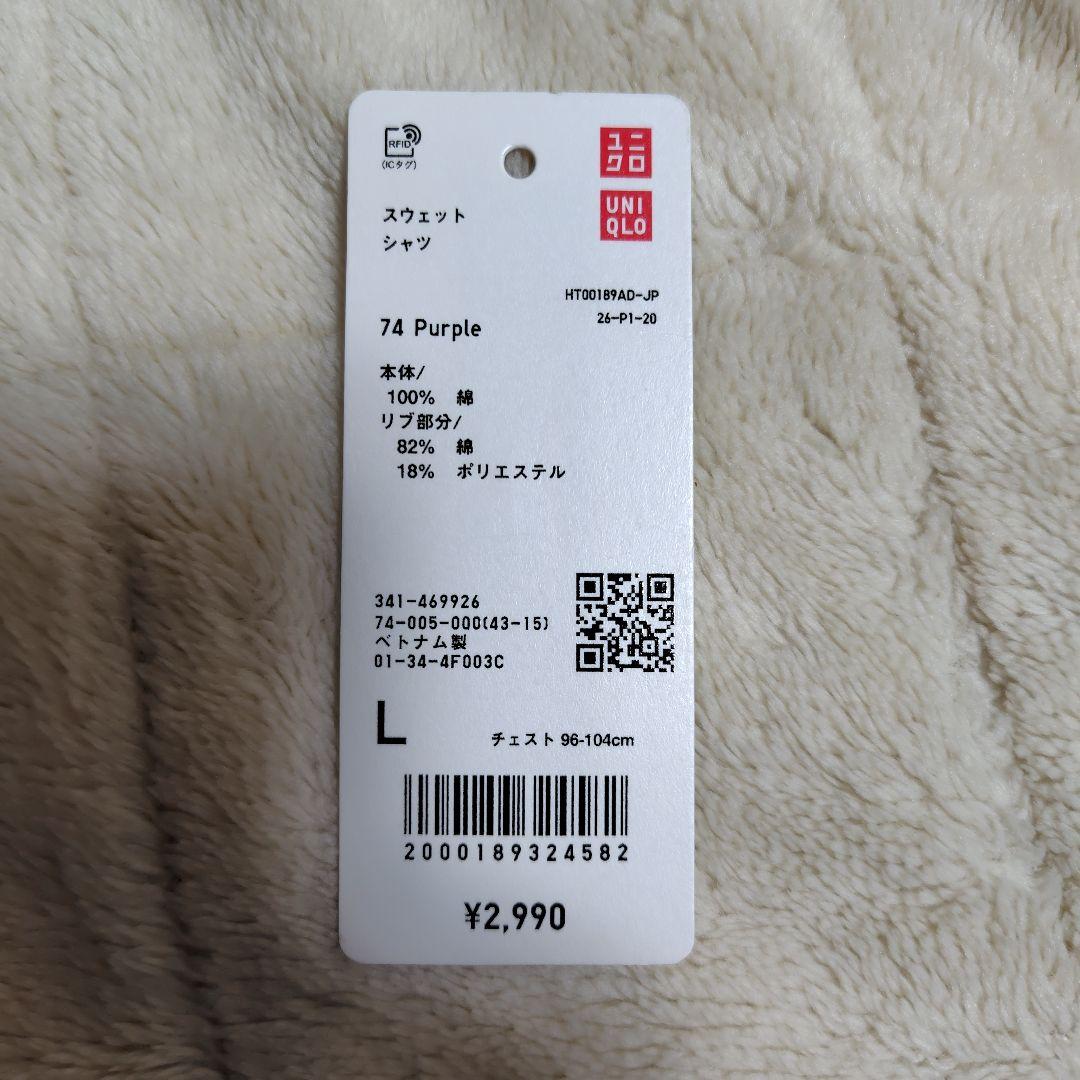 RFID
(ICタグ)
ユニ
クロ
UNI
QLO
スウェット
シャツ
HT00189AD-JP
26-P1-20
74 Purple
本体/
100% 綿
リブ部分/
82% 綿
18% ポリエステル
341-469926
74-005-000(43-15)
ベトナム製
01-34-4F003C
L
チェスト 96-104cm
2000189324582
¥2,990